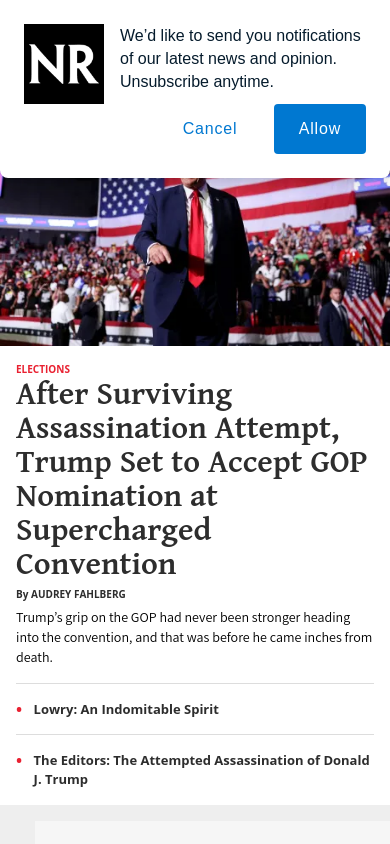 NR
We’d like to send you notifications
of our latest news and opinion.
Unsubscribe anytime.
Cancel
Allow
ELECTIONS
After Surviving
Assassination Attempt,
Trump Set to Accept GOP
Nomination at
Supercharged
Convention
By AUDREY FAHLBERG
Trump’s grip on the GOP had never been stronger heading
into the convention, and that was before he came inches from
death.
• Lowry: An Indomitable Spirit
• The Editors: The Attempted Assassination of Donald
J. Trump